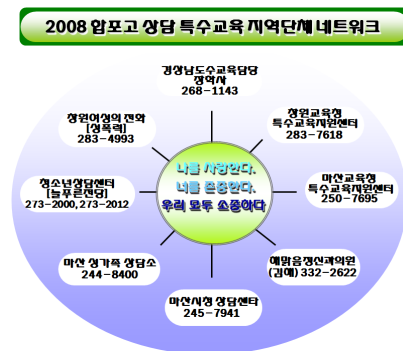 2008 합포고 상담 특수교육 지역단체 네트워크
경상남도수교육담당
장학사
268-1143
창원여성의 전화
[성폭력]
283-4993
창원교육청
특수교육지원센터
283-7618
나를 사랑한다.
너를 존중한다.
우리 모두 소중하다
청소년상담센터
[늘푸른전당]
273-2000,273-2012
마산교육청
특수교육지원센터
250-7695
마산 성가족 상담소
244-8400
해맑음정신과의원
(김해) 332-2622
마산시청 상담센타
245-7941